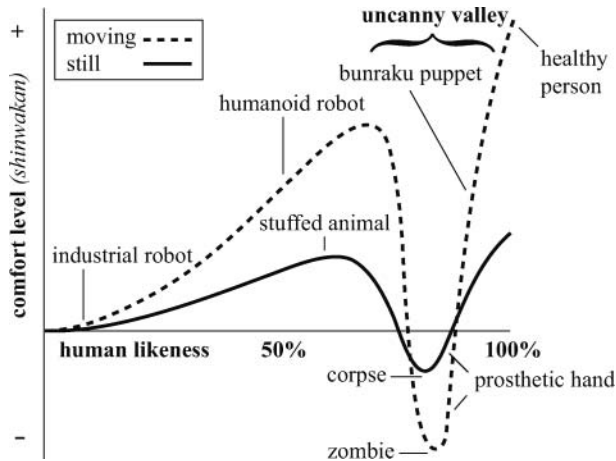 +
moving
still
uncanny valley
bunraku puppet
healthy
person
humanoid robot
stuffed animal
industrial robot
comfort level (shinwakan)
human likeness
50%
100%
corpse
prosthetic hand
zombie
–